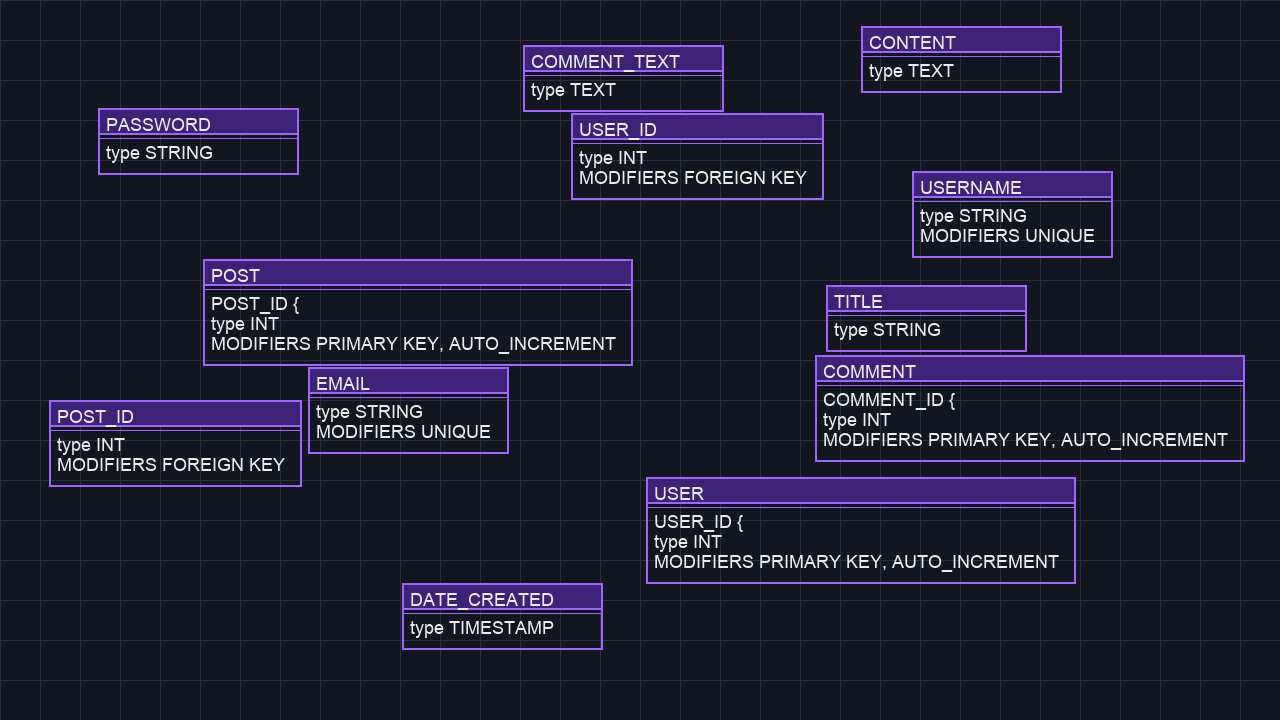 CONTENT
type TEXT
COMMENT_TEXT
type TEXT
PASSWORD
type STRING
USER_ID
type INT
MODIFIERS FOREIGN KEY
USERNAME
type STRING
MODIFIERS UNIQUE
POST
POST_ID {
type INT
MODIFIERS PRIMARY KEY, AUTO_INCREMENT
TITLE
type STRING
COMMENT
COMMENT_ID {
type INT
MODIFIERS PRIMARY KEY, AUTO_INCREMENT
EMAIL
type STRING
MODIFIERS UNIQUE
POST_ID
type INT
MODIFIERS FOREIGN KEY
USER
USER_ID {
type INT
MODIFIERS PRIMARY KEY, AUTO_INCREMENT
DATE_CREATED
type TIMESTAMP